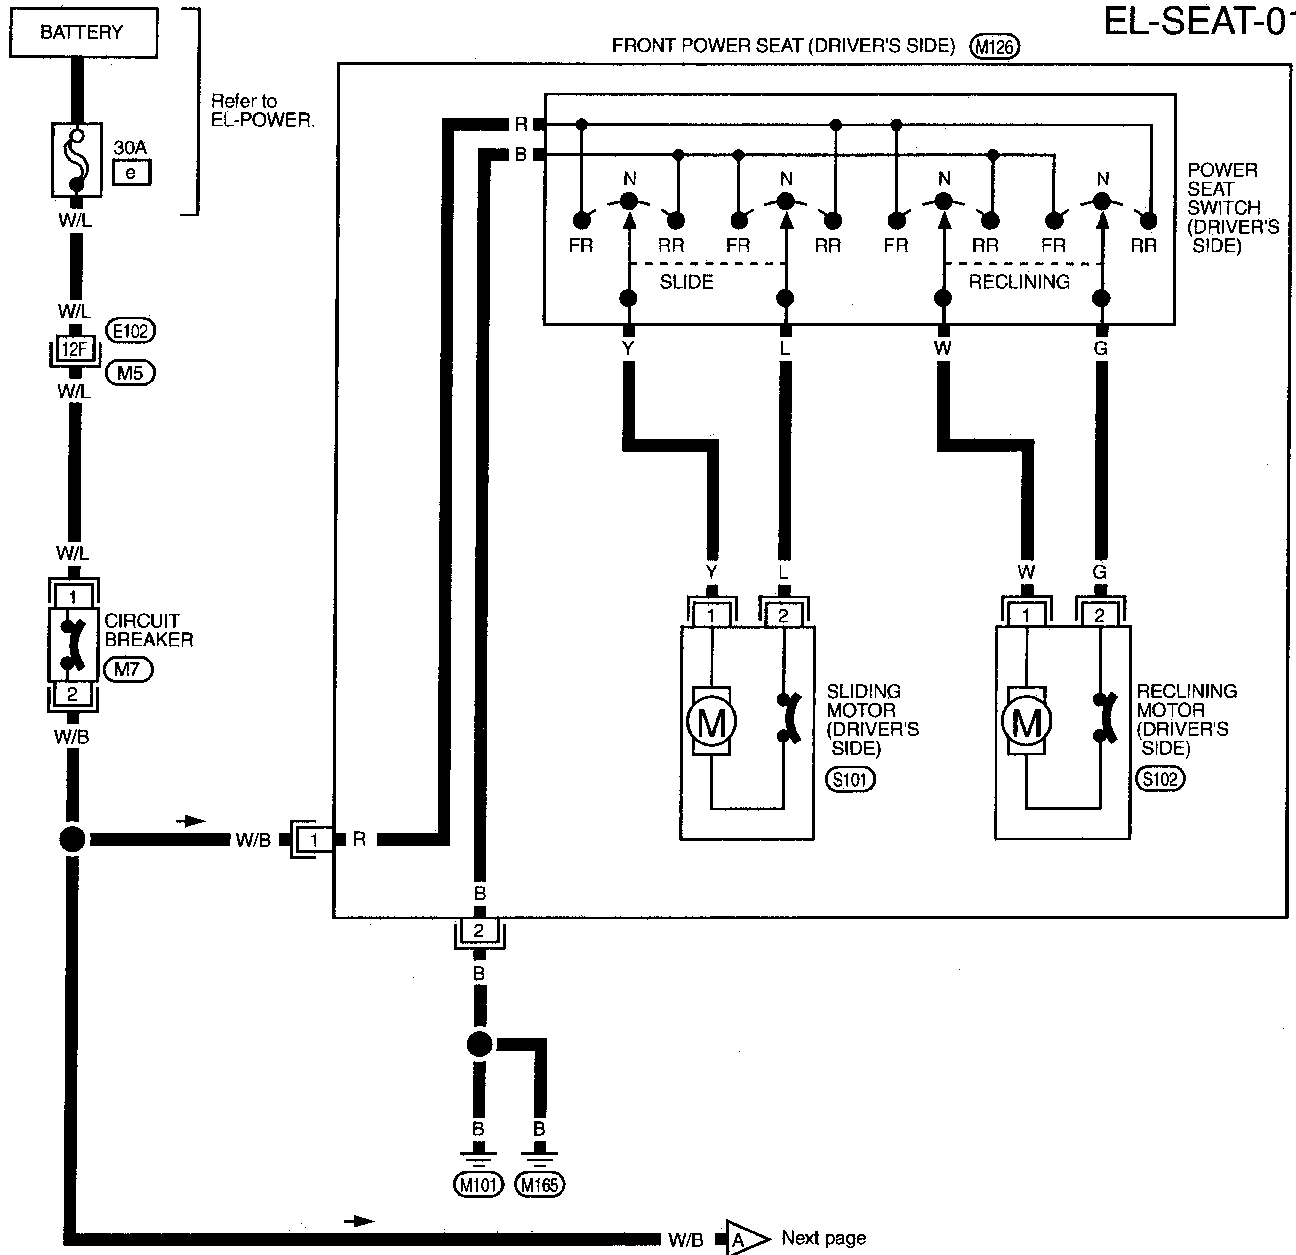 EL-SEAT-01
BATTERY
FRONT POWER SEAT (DRIVER'S SIDE) M126
Refer to
EL-POWER.
30A
e
W/L
W/L
12F
E102
M5
W/L
W/L
1
CIRCUIT
BREAKER
M7
2
W/B
W/B
1
R
R
B
N
N
N
N
FR
RR
FR
RR
FR
RR
FR
RR
SLIDE
RECLINING
POWER
SEAT
SWITCH
(DRIVER'S
SIDE)
Y
L
W
G
Y
L
W
G
1
2
1
2
M
M
SLIDING
MOTOR
(DRIVER'S
SIDE)
S101
RECLINING
MOTOR
(DRIVER'S
SIDE)
S102
B
2
B
B
B
M101
M165
W/B
A
Next page